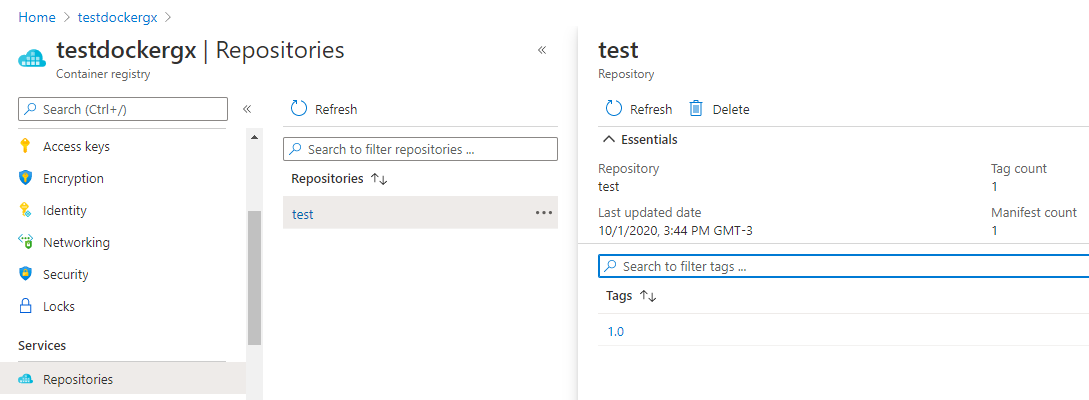 Home > testdockergx >
testdockergx | Repositories
Container registry
Search (Ctrl+/)
Access keys
Encryption
Identity
Networking
Security
Locks
Services
Repositories
Refresh
Search to filter repositories ...
Repositories
test
test
Repository
Refresh Delete
Essentials
Repository
test
Tag count
1
Last updated date
10/1/2020, 3:44 PM GMT-3
Manifest count
1
Search to filter tags ...
Tags
1.0